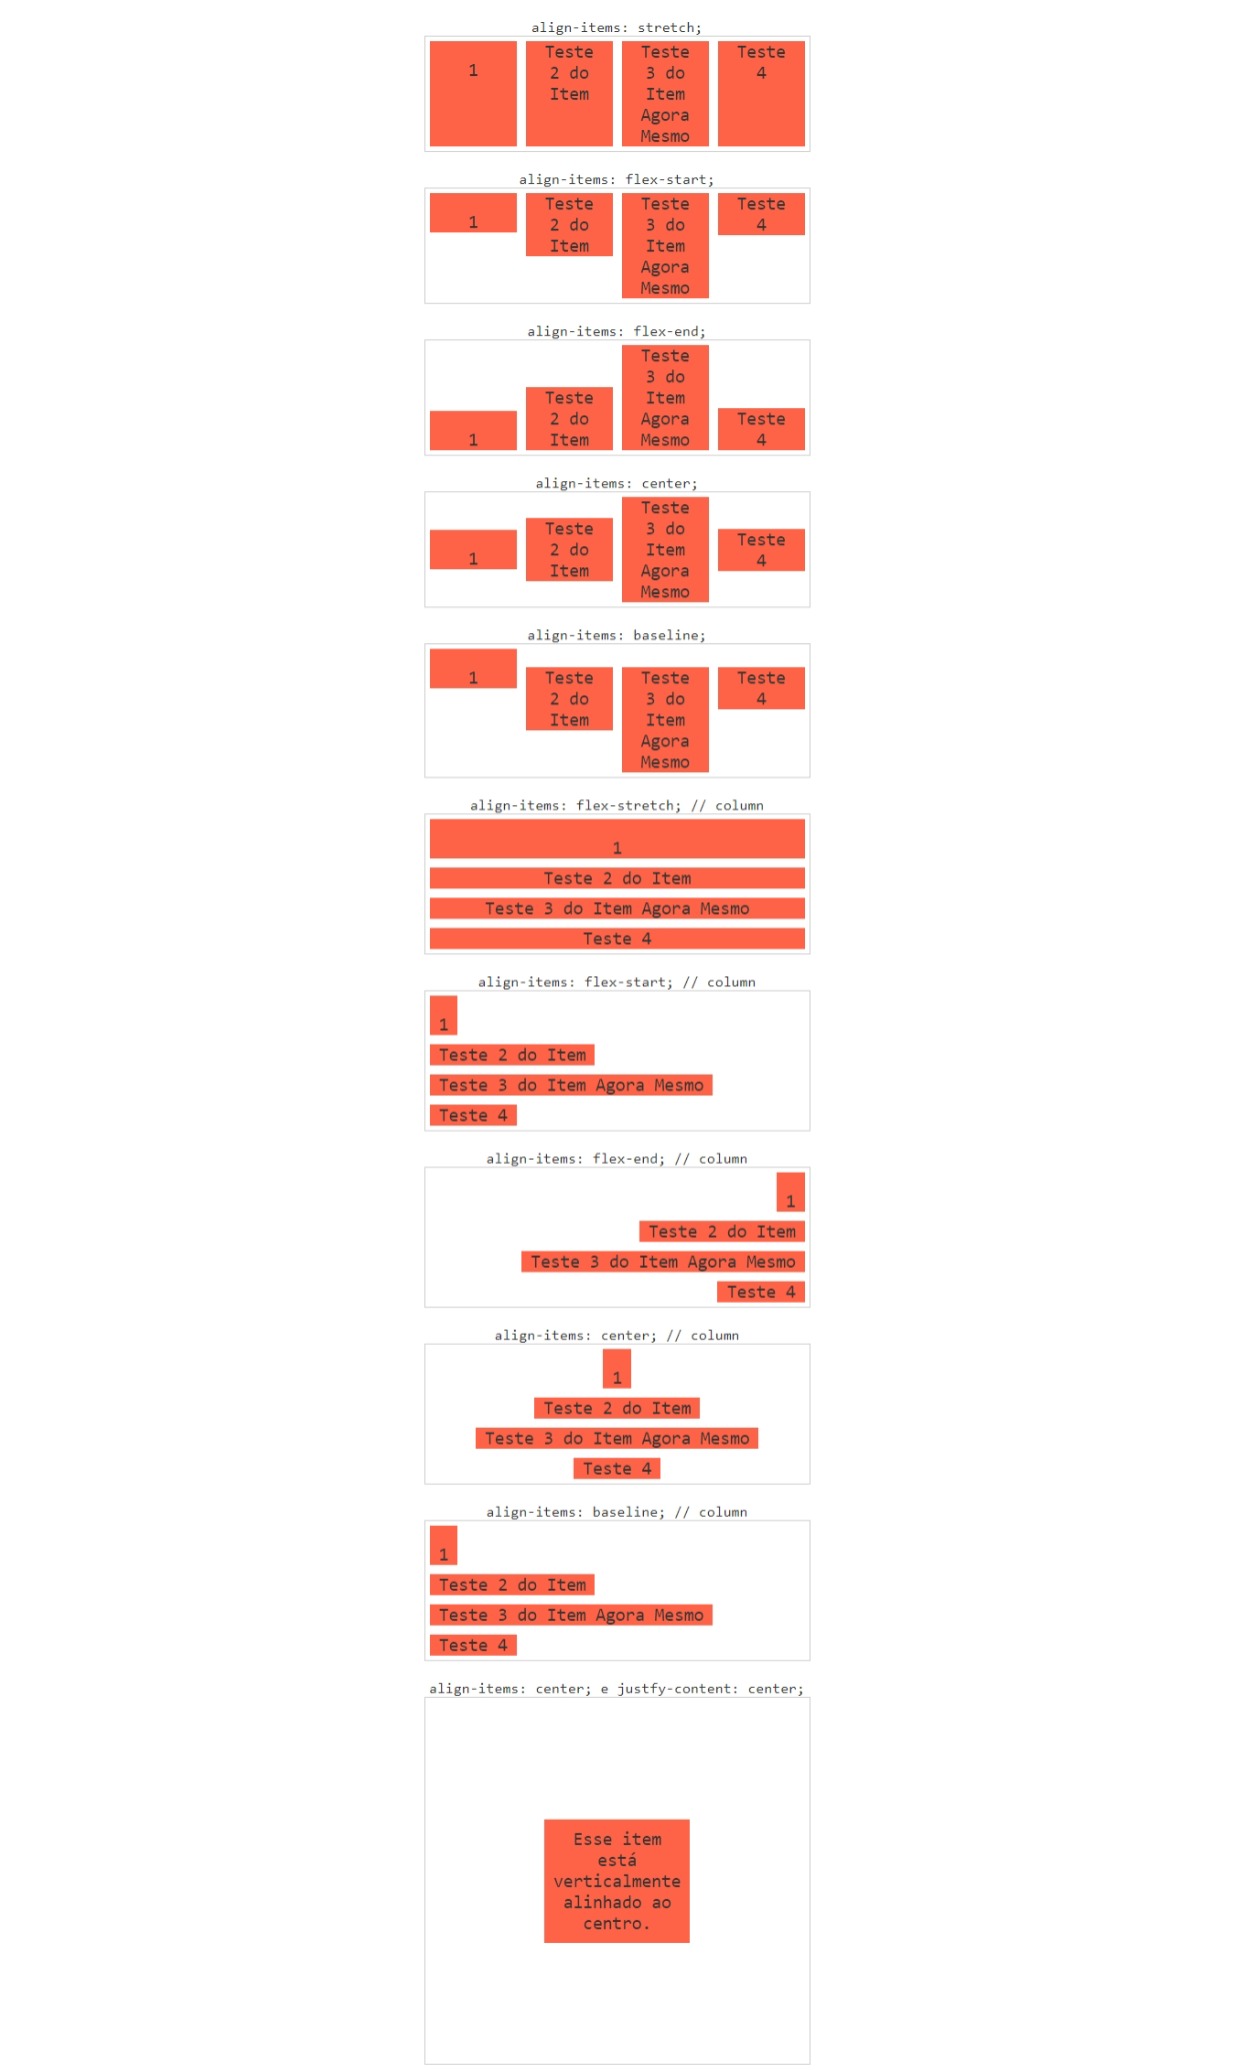 align-items: stretch;
1
Teste
2 do
Item
Teste
3 do
Item
Agora
Mesmo
Teste
4
align-items: flex-start;
1
Teste
2 do
Item
Teste
3 do
Item
Agora
Mesmo
Teste
4
align-items: flex-end;
1
Teste
2 do
Item
Teste
3 do
Item
Agora
Mesmo
Teste
4
align-items: center;
1
Teste
2 do
Item
Teste
3 do
Item
Agora
Mesmo
Teste
4
align-items: baseline;
1
Teste
2 do
Item
Teste
3 do
Item
Agora
Mesmo
Teste
4
align-items: flex-stretch; // column
1
Teste 2 do Item
Teste 3 do Item Agora Mesmo
Teste 4
align-items: flex-start; // column
1
Teste 2 do Item
Teste 3 do Item Agora Mesmo
Teste 4
align-items: flex-end; // column
1
Teste 2 do Item
Teste 3 do Item Agora Mesmo
Teste 4
align-items: center; // column
1
Teste 2 do Item
Teste 3 do Item Agora Mesmo
Teste 4
align-items: baseline; // column
1
Teste 2 do Item
Teste 3 do Item Agora Mesmo
Teste 4
align-items: center; e justfy-content: center;
Esse item
está
verticalmente
alinhado ao
centro.